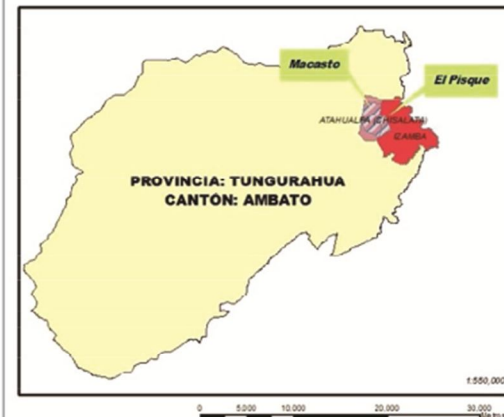 Macasto
El Pisque
ATAHUALPA (CHISALATA)
IZAMBA
PROVINCIA: TUNGURAHUA
CANTÓN: AMBATO
1:550,000
0 5.000 10.000 20.000 30.000